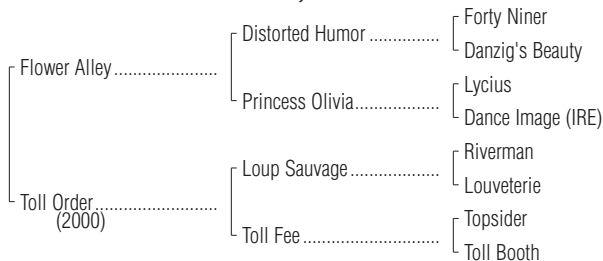 Forty Niner
Distorted Humor ...............
Danzig's Beauty
Flower Alley......................
Lycius
Princess Olivia..................
Dance Image (IRE)
Riverman
Loup Sauvage...................
Louveterie
Toll Order..........................
(2000)
Topsider
Toll Fee.............................
Toll Booth